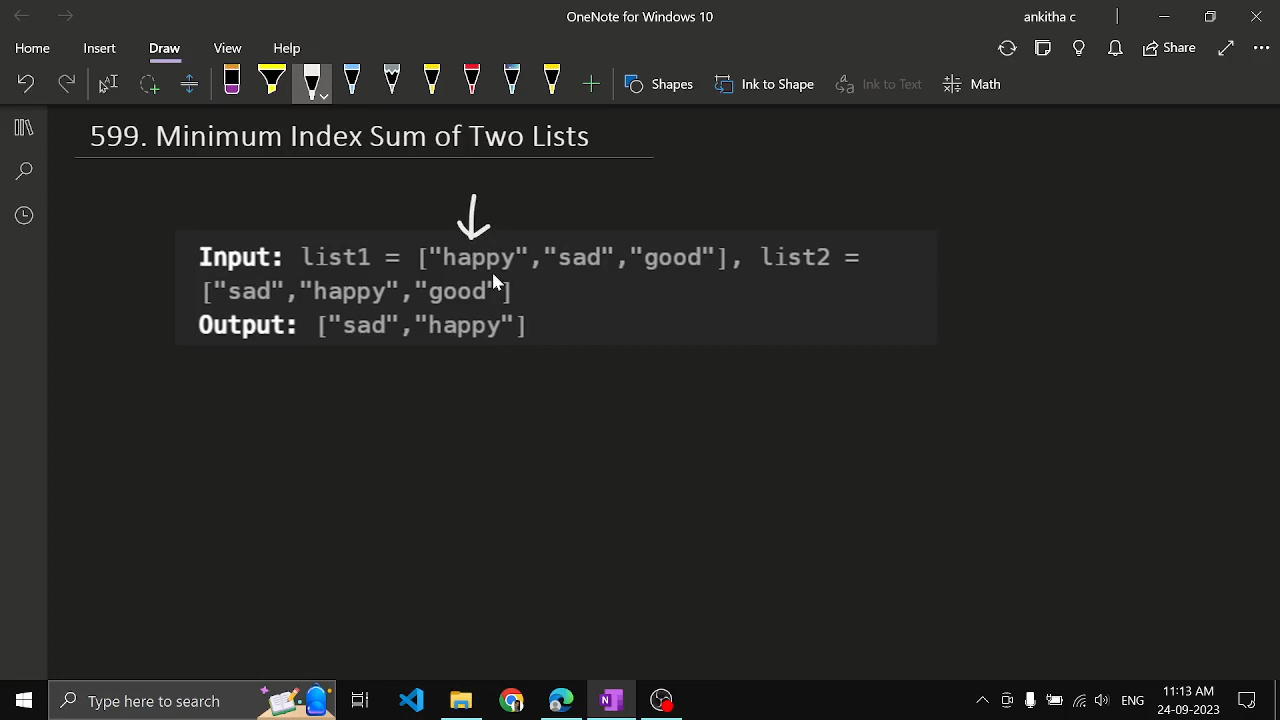 OneNote for Windows 10
ankitha c
Home Insert Draw View Help
Share
Shapes Ink to Shape Ink to Text Math
599. Minimum Index Sum of Two Lists
Input: list1 = ["happy","sad","good"], list2 =
["sad","happy","good"]
Output: ["sad","happy"]
Type here to search
ENG
11:13 AM
24-09-2023